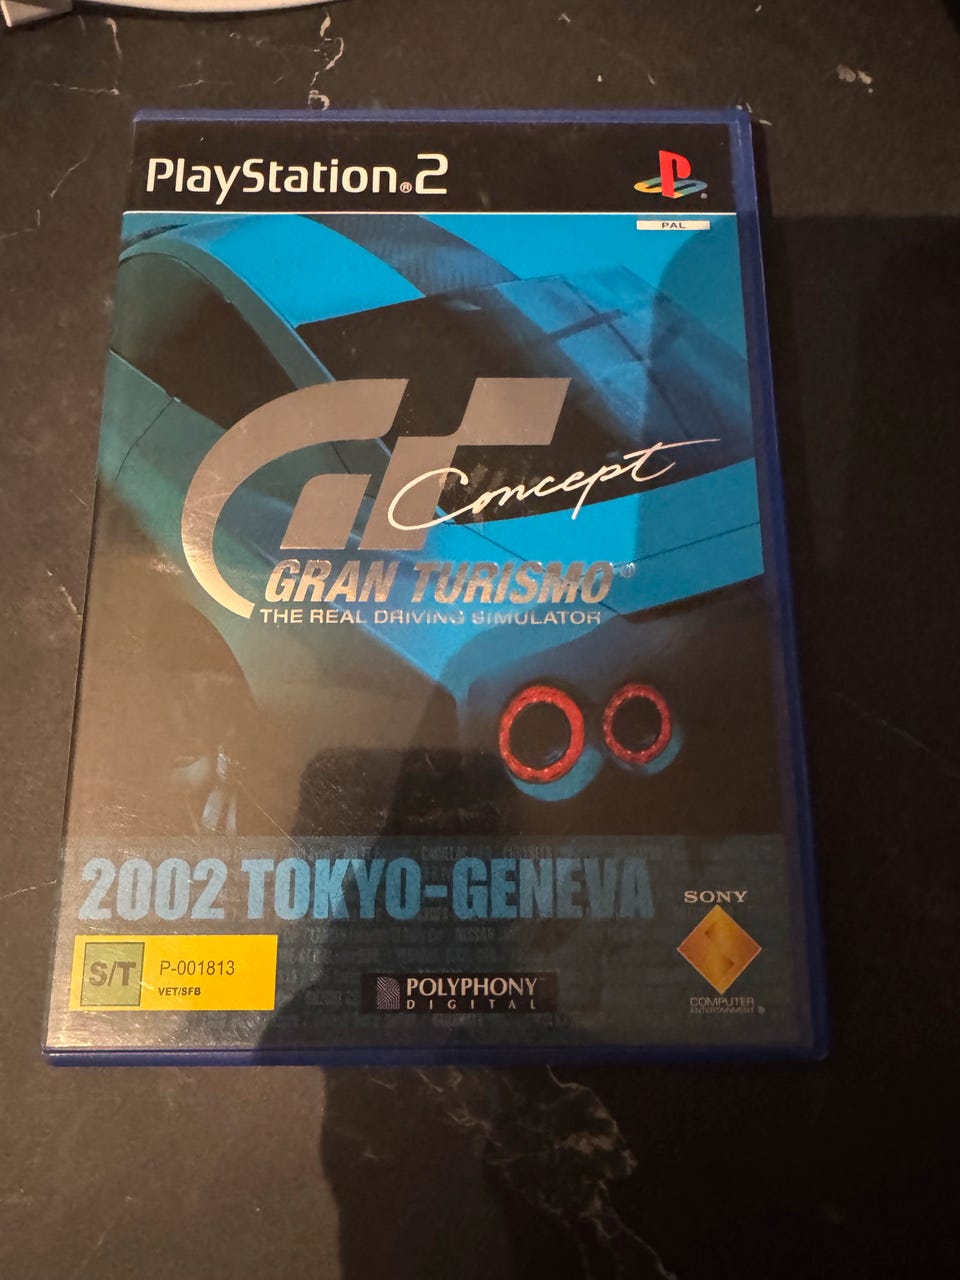 PlayStation®2
PAL
GT Concept
GRAN TURISMO®
THE REAL DRIVING SIMULATOR
2002 TOKYO-GENEVA
SONY
S/T P-001813
VET/SFB
POLYPHONY
DIGITAL
COMPUTER
ENTERTAINMENT ®